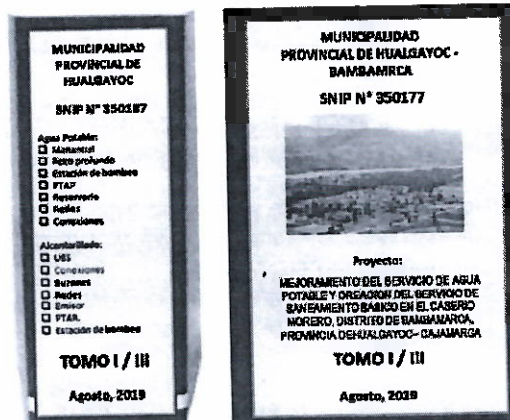 MUNICIPALIDAD
PROVINCIAL DE
HUALGAYOC
SNIP N° 350187
Agua Potable:
☐ Manantial
☐ Pozo profundo
☐ Estación de bombeo
☐ PTAP
☐ Reservorio
☐ Redes
☐ Conexiones
Alcantarillado:
☐ UBS
☐ Conexiones
☐ Buzones
☐ Redes
☐ Emisor
☐ PTAR
☐ Estación de bombeo
TOMO I / III
Agosto, 2019
MUNICIPALIDAD
PROVINCIAL DE HUALGAYOC -
BAMBAMRCA
SNIP N° 350177
Proyecto:
MEJORAMIENTO DEL SERVICIO DE AGUA
POTABLE Y CREACION DEL SERVICIO DE
SANEAMIENTO BASICO EN EL CASERIO
MORERO, DISTRITO DE BAMBAMARCA,
PROVINCIA DEHUALGAYOC - CAJAMARCA
TOMO I / III
Agosto, 2019